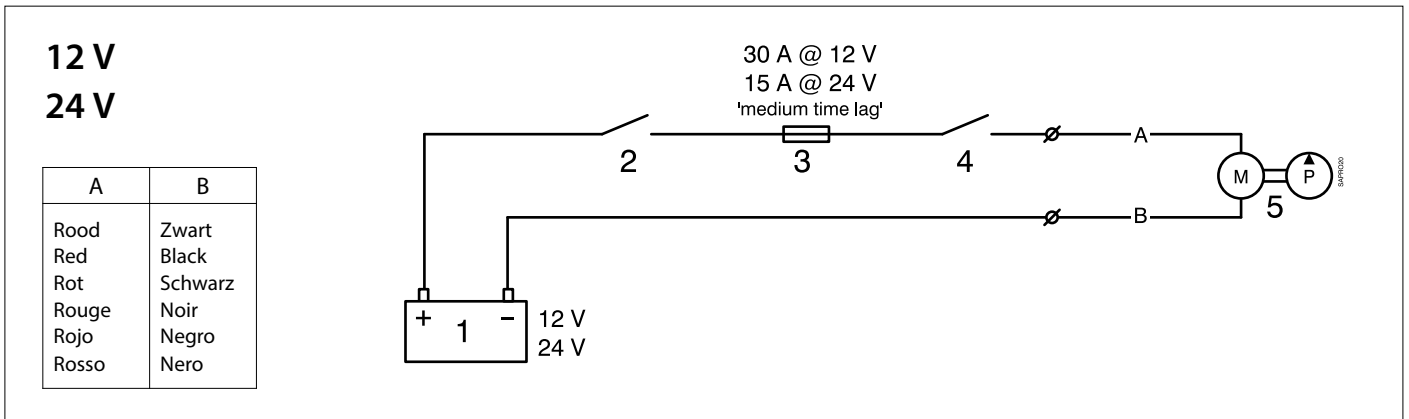 12 V
24 V
A B
Rood Zwart
Red Black
Rot Schwarz
Rouge Noir
Rojo Negro
Rosso Nero
30 A @ 12 V
15 A @ 24 V
'medium time lag'
2 3 4
A
B
M P
5
SAPRO20
+ 1 −
12 V
24 V